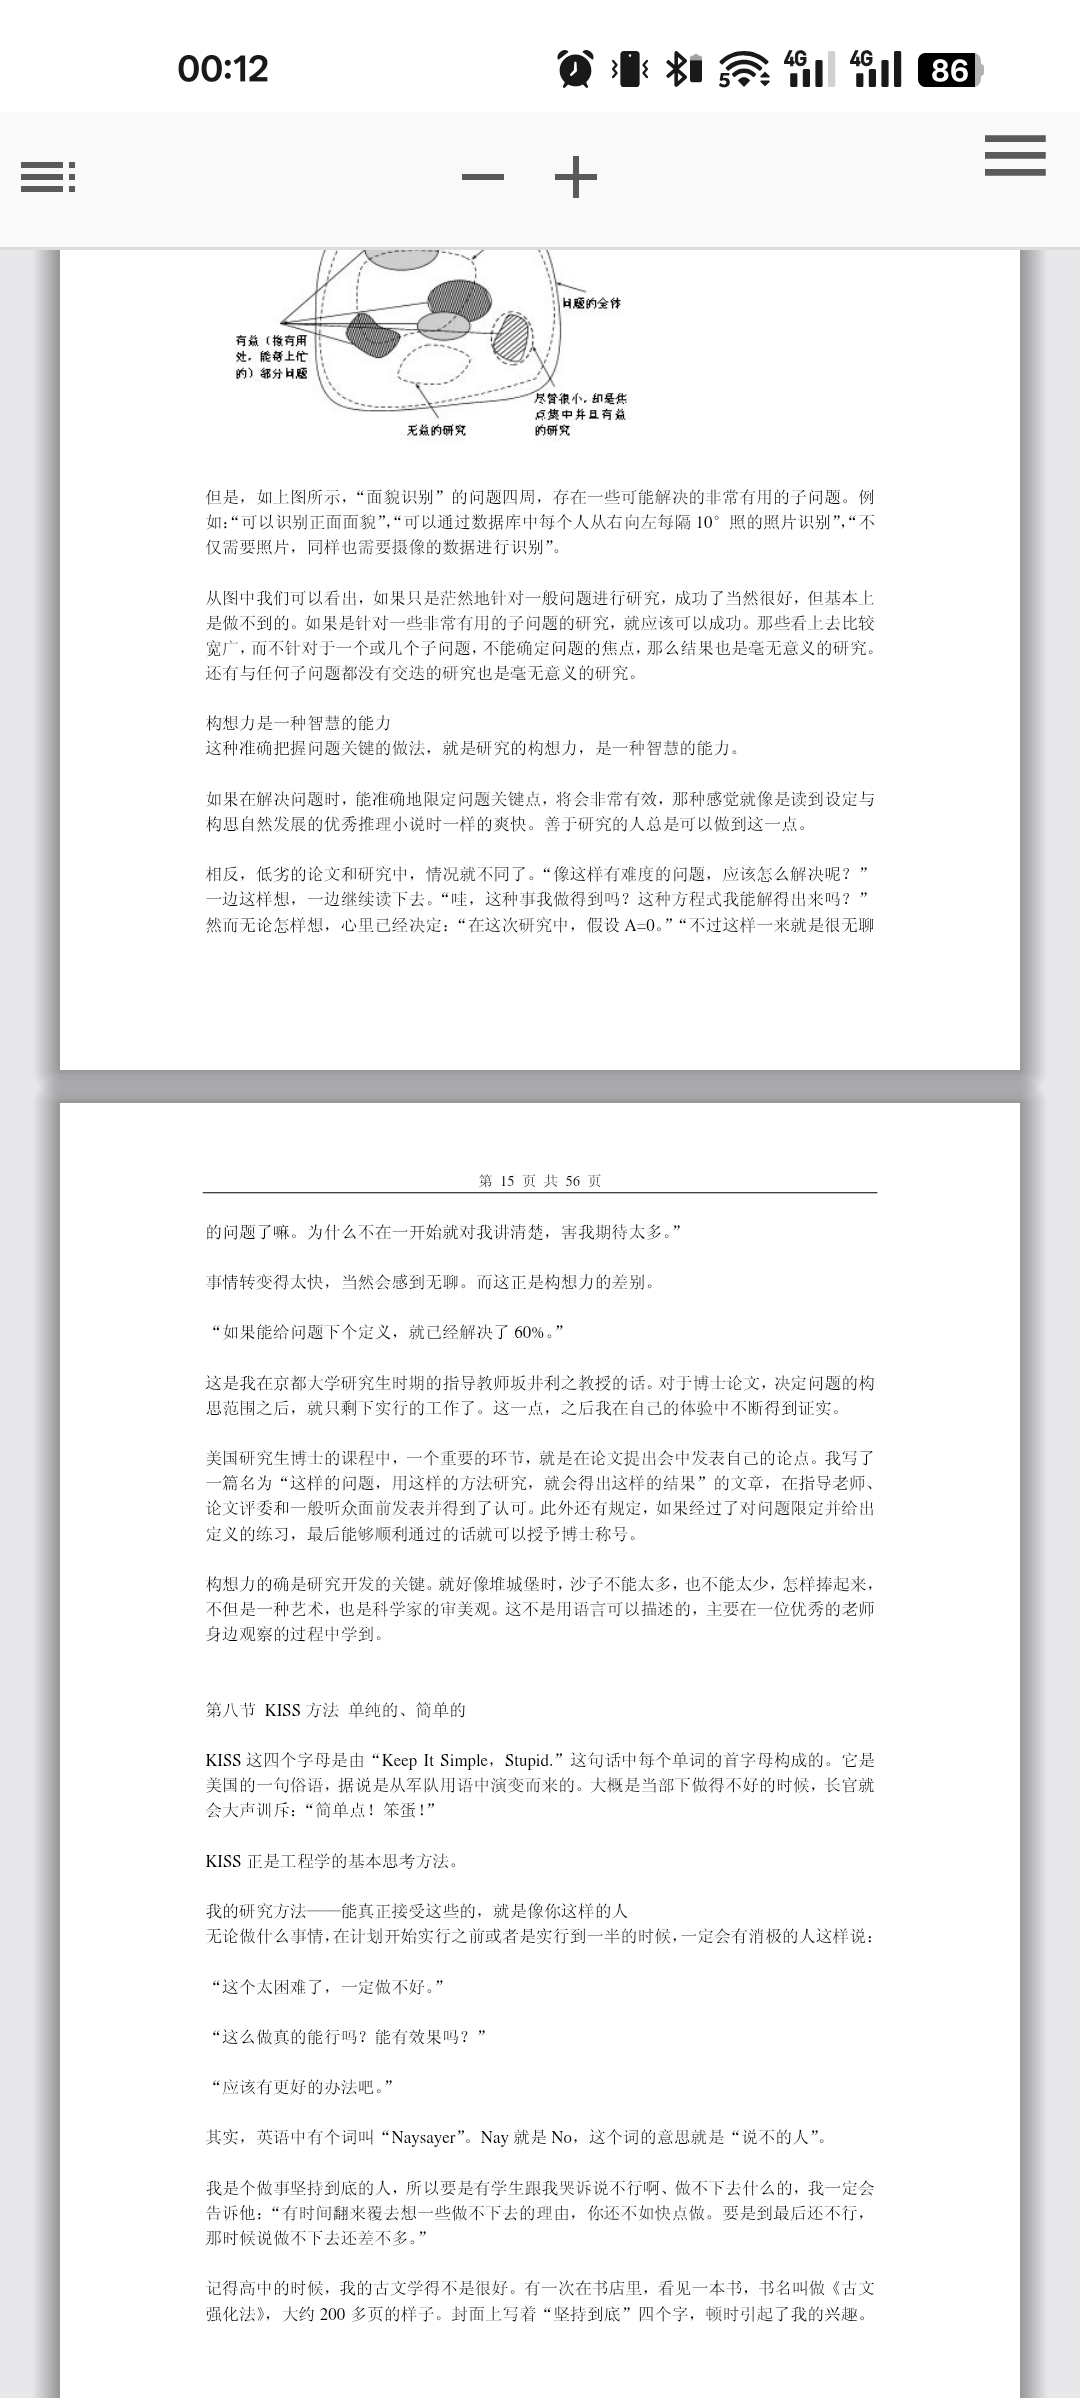 00:12
5
4G
4G
86
问题的全体
有益（拨有用
处，能帮上忙
的）部分问题
尽管很小，却是焦
点集中并且有益
的研究
无益的研究
但是，如上图所示，“面貌识别”的问题四周，存在一些可能解决的非常有用的子问题。例
如：“可以识别正面面貌”，“可以通过数据库中每个人从右向左每隔 10° 照的照片识别”，“不
仅需要照片，同样也需要摄像的数据进行识别”。
从图中我们可以看出，如果只是茫然地针对一般问题进行研究，成功了当然很好，但基本上
是做不到的。如果是针对一些非常有用的子问题的研究，就应该可以成功。那些看上去比较
宽广，而不针对于一个或几个子问题，不能确定问题的焦点，那么结果也是毫无意义的研究。
还有与任何子问题都没有交迭的研究也是毫无意义的研究。
构想力是一种智慧的能力
这种准确把握问题关键的做法，就是研究的构想力，是一种智慧的能力。
如果在解决问题时，能准确地限定问题关键点，将会非常有效，那种感觉就像是读到设定与
构思自然发展的优秀推理小说时一样的爽快。善于研究的人总是可以做到这一点。
相反，低劣的论文和研究中，情况就不同了。“像这样有难度的问题，应该怎么解决呢？”
一边这样想，一边继续读下去。“哇，这种事我做得到吗？这种方程式我能解得出来吗？”
然而无论怎样想，心里已经决定：“在这次研究中，假设 A=0。”“不过这样一来就是很无聊
第 15 页 共 56 页
的问题了嘛。为什么不在一开始就对我讲清楚，害我期待太多。”
事情转变得太快，当然会感到无聊。而这正是构想力的差别。
“如果能给问题下个定义，就已经解决了 60%。”
这是我在京都大学研究生时期的指导教师坂井利之教授的话。对于博士论文，决定问题的构
思范围之后，就只剩下实行的工作了。这一点，之后我在自己的体验中不断得到证实。
美国研究生博士的课程中，一个重要的环节，就是在论文提出会中发表自己的论点。我写了
一篇名为“这样的问题，用这样的方法研究，就会得出这样的结果”的文章，在指导老师、
论文评委和一般听众面前发表并得到了认可。此外还有规定，如果经过了对问题限定并给出
定义的练习，最后能够顺利通过的话就可以授予博士称号。
构想力的确是研究开发的关键。就好像堆城堡时，沙子不能太多，也不能太少，怎样捧起来，
不但是一种艺术，也是科学家的审美观。这不是用语言可以描述的，主要在一位优秀的老师
身边观察的过程中学到。
第八节 KISS 方法 单纯的、简单的
KISS 这四个字母是由“Keep It Simple，Stupid.”这句话中每个单词的首字母构成的。它是
美国的一句俗语，据说是从军队用语中演变而来的。大概是当部下做得不好的时候，长官就
会大声训斥：“简单点！笨蛋！”
KISS 正是工程学的基本思考方法。
我的研究方法——能真正接受这些的，就是像你这样的人
无论做什么事情，在计划开始实行之前或者是实行到一半的时候，一定会有消极的人这样说：
“这个太困难了，一定做不好。”
“这么做真的能行吗？能有效果吗？”
“应该有更好的办法吧。”
其实，英语中有个词叫“Naysayer”。Nay 就是 No，这个词的意思就是“说不的人”。
我是个做事坚持到底的人，所以要是有学生跟我哭诉说不行啊、做不下去什么的，我一定会
告诉他：“有时间翻来覆去想一些做不下去的理由，你还不如快点做。要是到最后还不行，
那时候说做不下去还差不多。”
记得高中的时候，我的古文学得不是很好。有一次在书店里，看见一本书，书名叫做《古文
强化法》，大约 200 多页的样子。封面上写着“坚持到底”四个字，顿时引起了我的兴趣。